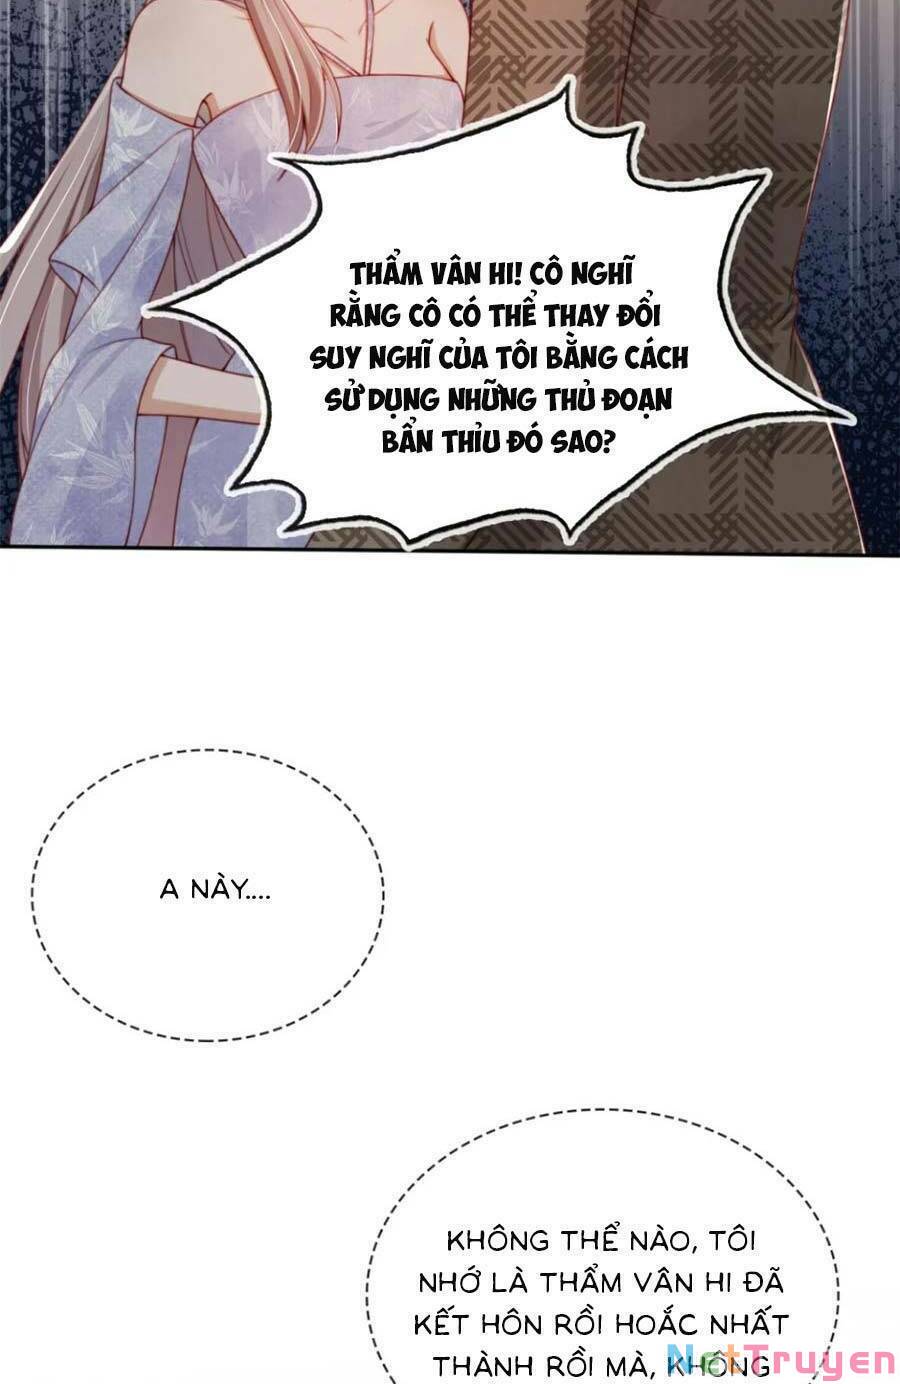 THẨM VÂN HI! CÔ NGHĨ
RẰNG CÔ CÓ THỂ THAY ĐỔI
SUY NGHĨ CỦA TÔI BẰNG CÁCH
SỬ DỤNG NHỮNG THỦ ĐOẠN
BẨN THỈU ĐÓ SAO?
A NÀY....
KHÔNG THỂ NÀO, TÔI
NHỚ LÀ THẨM VÂN HI ĐÃ
KẾT HÔN RỒI HOẮC NHẤT
THÀNH RỒI MÀ, KHÔNG
NetTruyen